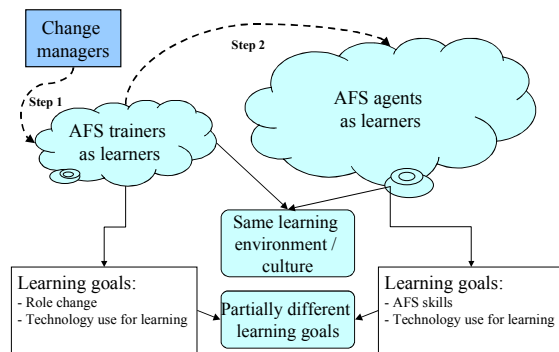 Change
managers
Step 1
Step 2
AFS trainers
as learners
AFS agents
as learners
Same learning
environment /
culture
Learning goals:
- Role change
- Technology use for learning
Partially different
learning goals
Learning goals:
- AFS skills
- Technology use for learning